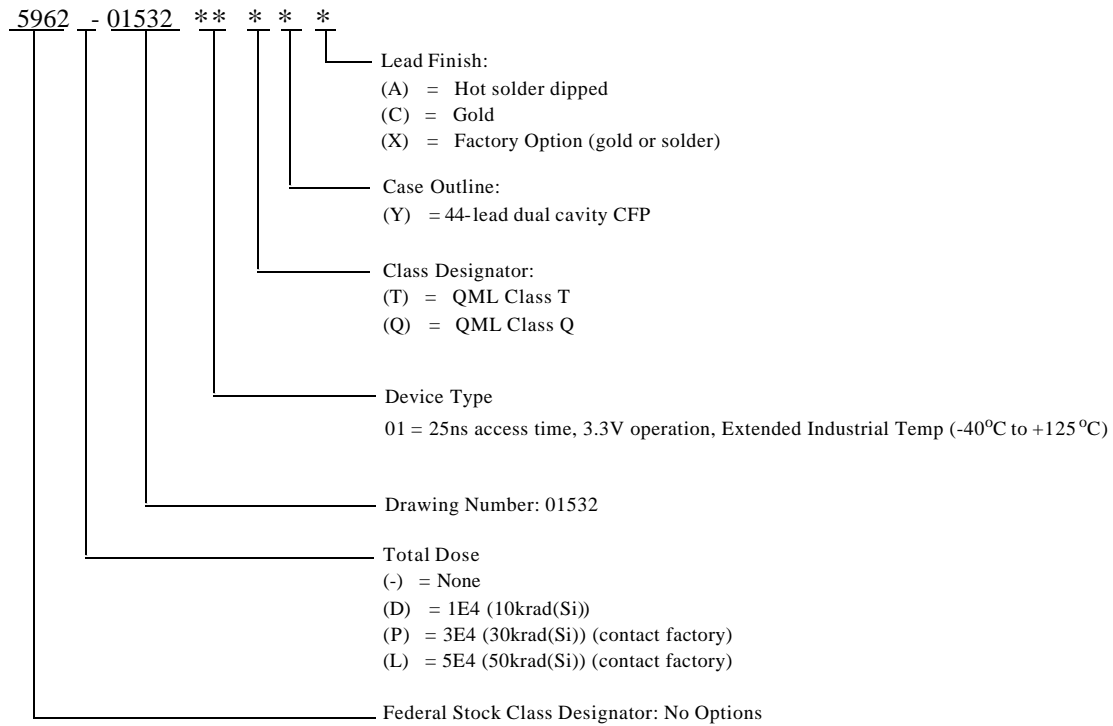 5962 - 01532 ** * * *
Lead Finish:
(A) = Hot solder dipped
(C) = Gold
(X) = Factory Option (gold or solder)
Case Outline:
(Y) = 44-lead dual cavity CFP
Class Designator:
(T) = QML Class T
(Q) = QML Class Q
Device Type
01 = 25ns access time, 3.3V operation, Extended Industrial Temp (-40°C to +125°C)
Drawing Number: 01532
Total Dose
(-) = None
(D) = 1E4 (10krad(Si))
(P) = 3E4 (30krad(Si)) (contact factory)
(L) = 5E4 (50krad(Si)) (contact factory)
Federal Stock Class Designator: No Options